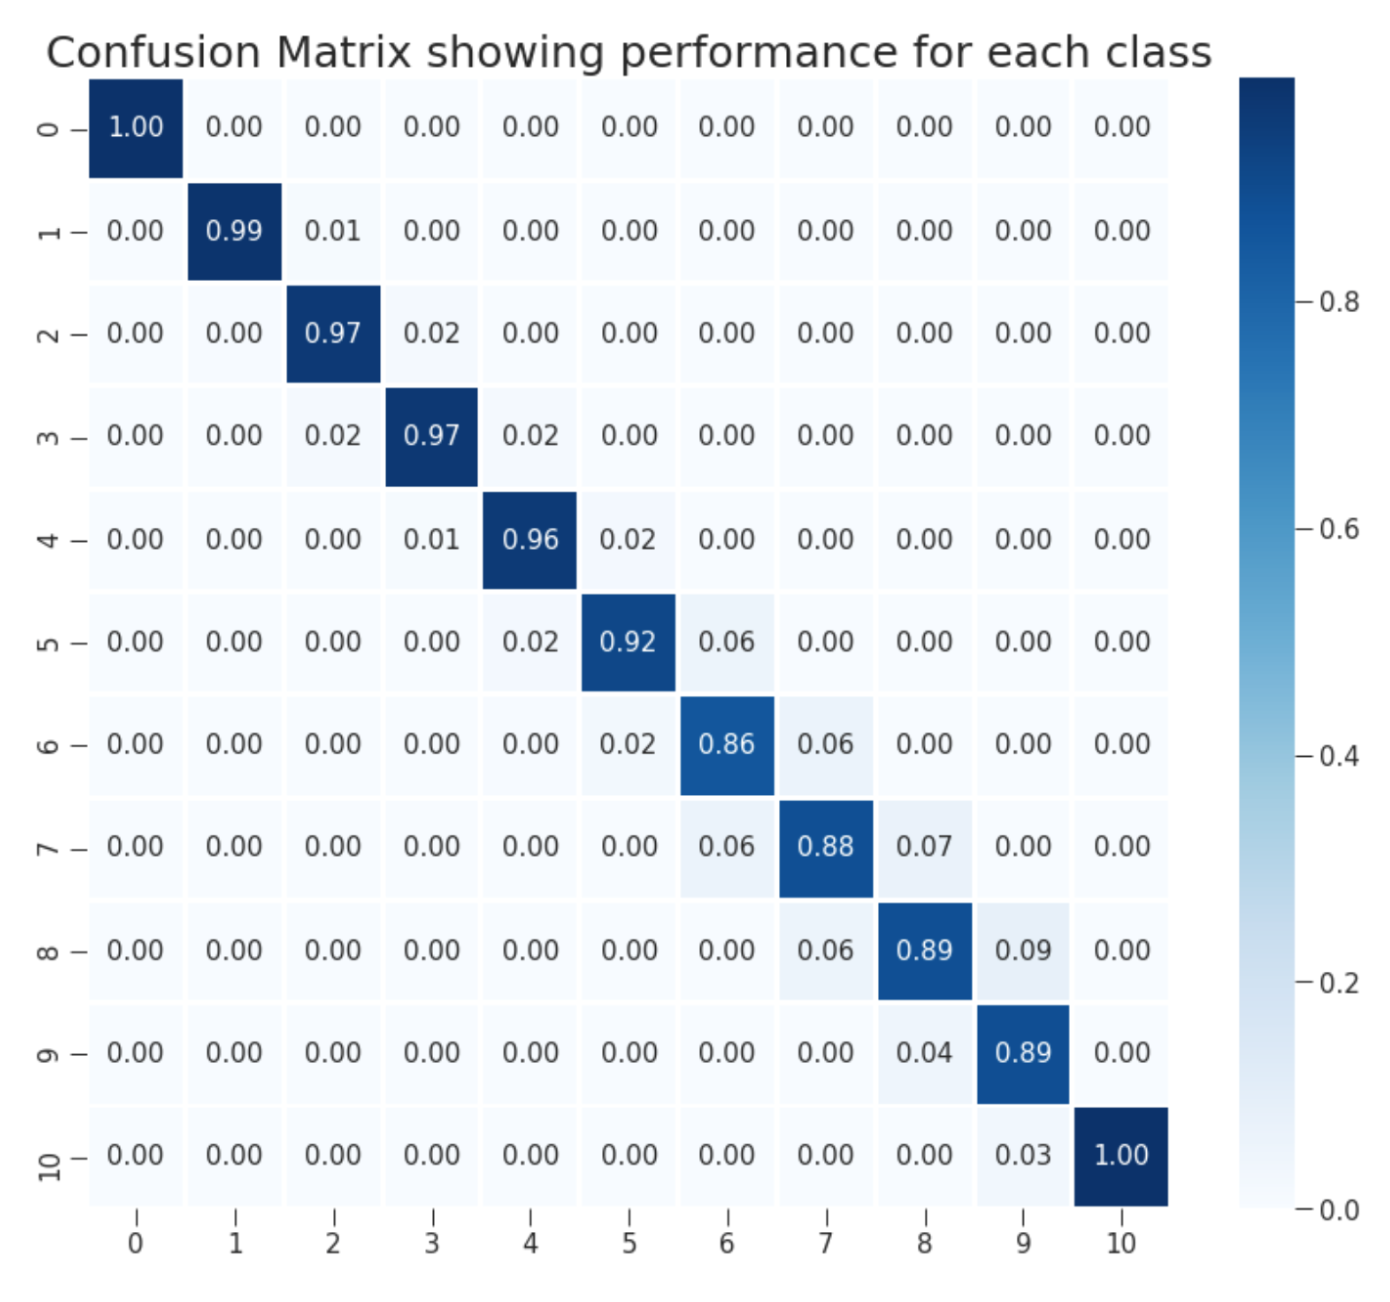 Confusion Matrix showing performance for each class
0 1.00 0.00 0.00 0.00 0.00 0.00 0.00 0.00 0.00 0.00 0.00
1 0.00 0.99 0.01 0.00 0.00 0.00 0.00 0.00 0.00 0.00 0.00
0.8
2 0.00 0.00 0.97 0.02 0.00 0.00 0.00 0.00 0.00 0.00 0.00
3 0.00 0.00 0.02 0.97 0.02 0.00 0.00 0.00 0.00 0.00 0.00
0.6
4 0.00 0.00 0.00 0.01 0.96 0.02 0.00 0.00 0.00 0.00 0.00
5 0.00 0.00 0.00 0.00 0.02 0.92 0.06 0.00 0.00 0.00 0.00
6 0.00 0.00 0.00 0.00 0.00 0.02 0.86 0.06 0.00 0.00 0.00
0.4
7 0.00 0.00 0.00 0.00 0.00 0.00 0.06 0.88 0.07 0.00 0.00
8 0.00 0.00 0.00 0.00 0.00 0.00 0.00 0.06 0.89 0.09 0.00
0.2
9 0.00 0.00 0.00 0.00 0.00 0.00 0.00 0.00 0.04 0.89 0.00
10 0.00 0.00 0.00 0.00 0.00 0.00 0.00 0.00 0.00 0.03 1.00
0.0
0 1 2 3 4 5 6 7 8 9 10